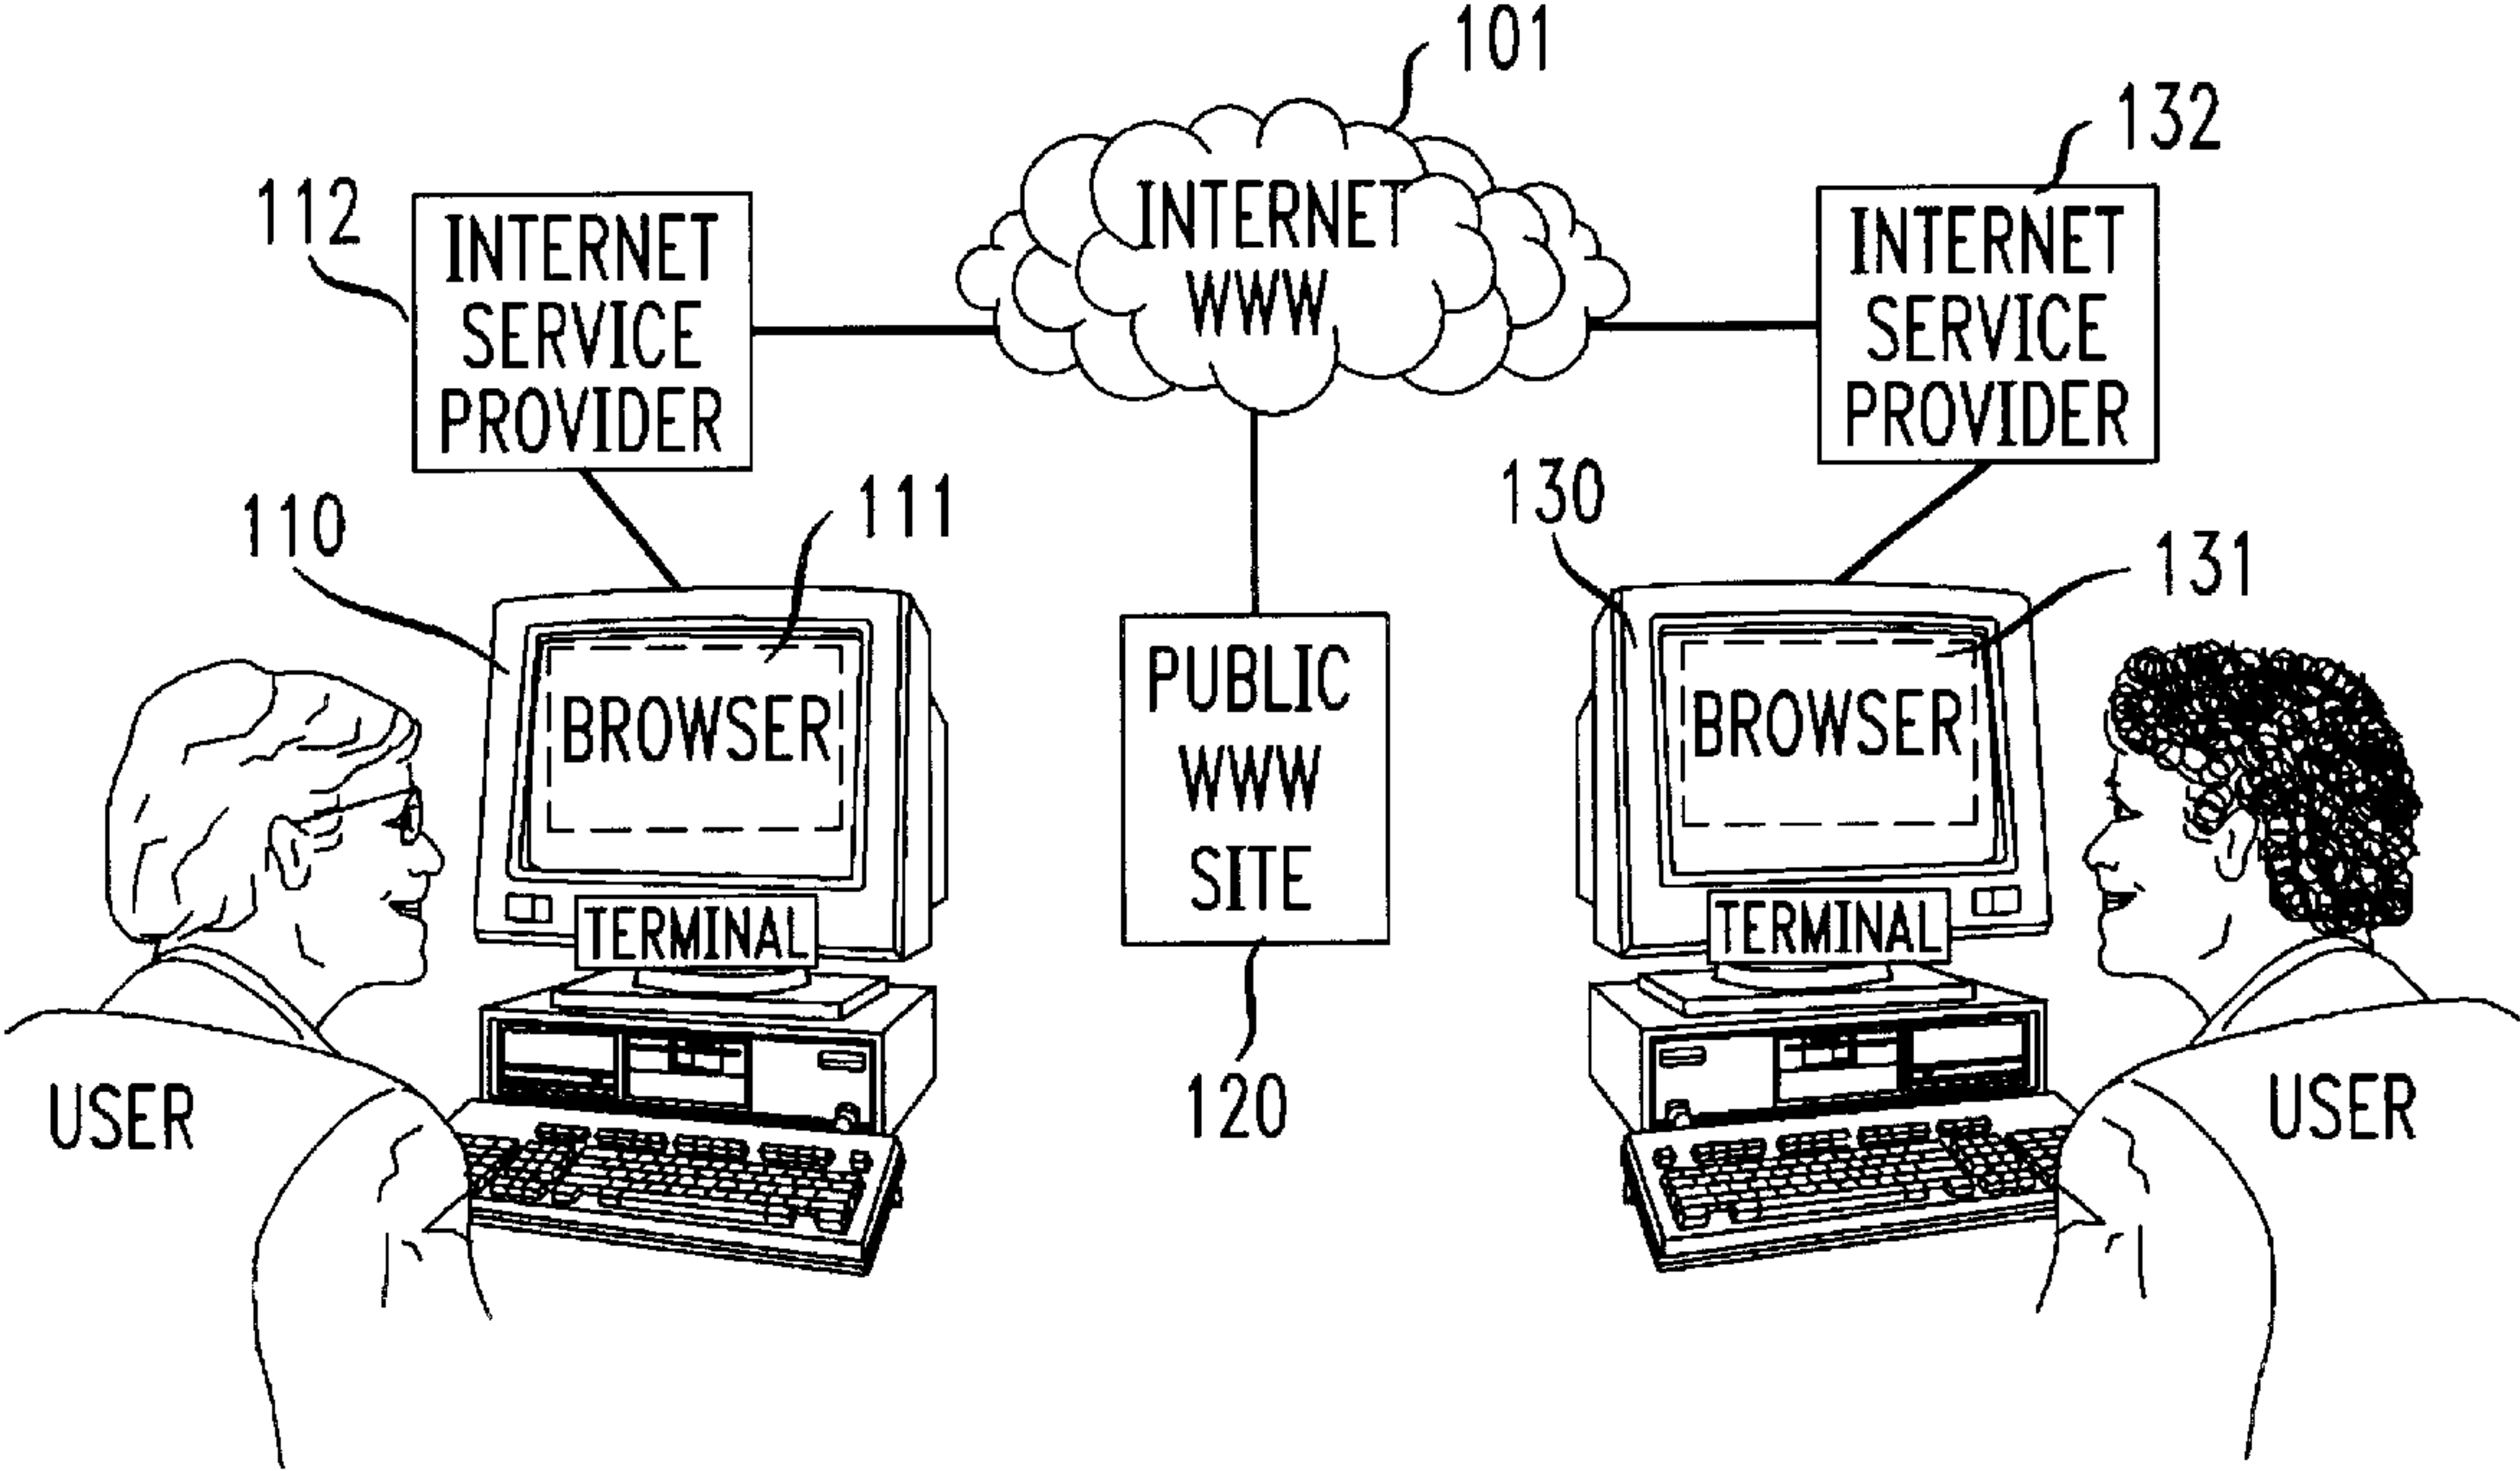 101
132
112
INTERNET
SERVICE
PROVIDER
INTERNET
WWW
INTERNET
SERVICE
PROVIDER
110
111
130
131
BROWSER
TERMINAL
PUBLIC
WWW
SITE
BROWSER
TERMINAL
USER
120
USER